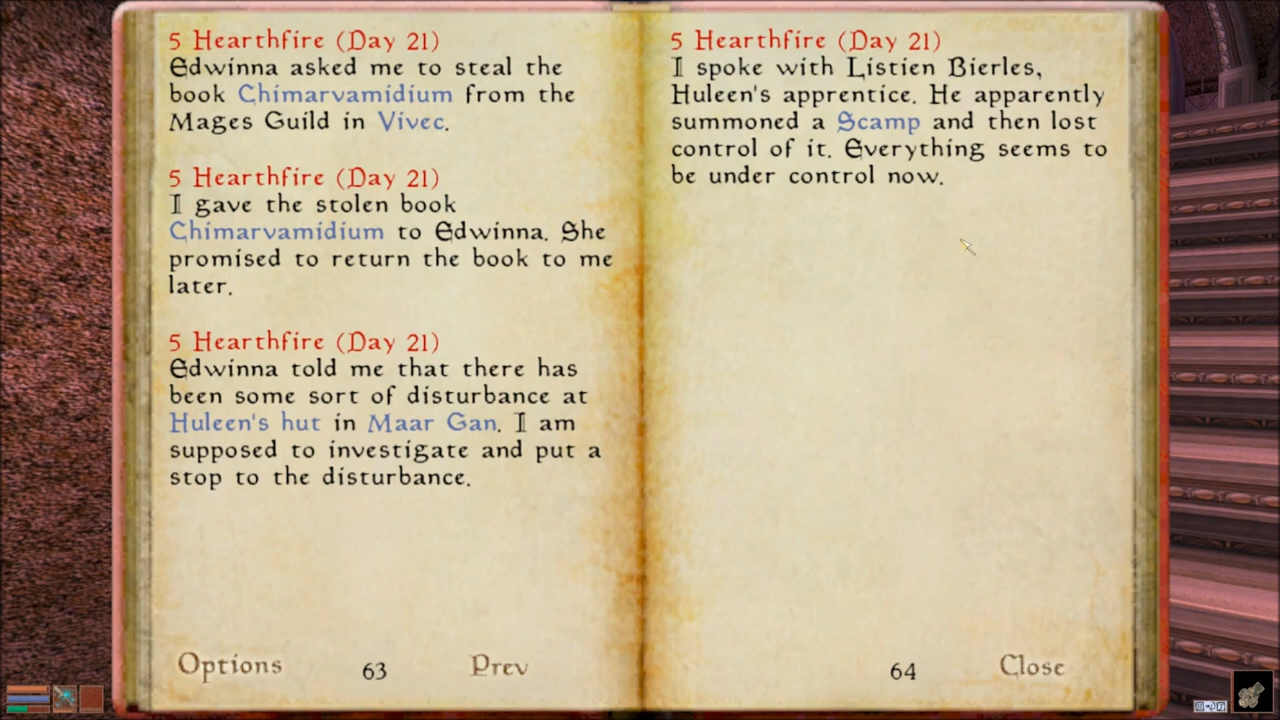 5 Hearthfire (Day 21)
Edwinna asked me to steal the
book Chimarvamidium from the
Mages Guild in Vivec.
5 Hearthfire (Day 21)
I gave the stolen book
Chimarvamidium to Edwinna. She
promised to return the book to me
later.
5 Hearthfire (Day 21)
Edwinna told me that there has
been some sort of disturbance at
Huleen's hut in Maar Gan. I am
supposed to investigate and put a
stop to the disturbance.
Options 63 Prev
5 Hearthfire (Day 21)
I spoke with Listien Bierles,
Huleen's apprentice. He apparently
summoned a Scamp and then lost
control of it. Everything seems to
be under control now.
64 Close